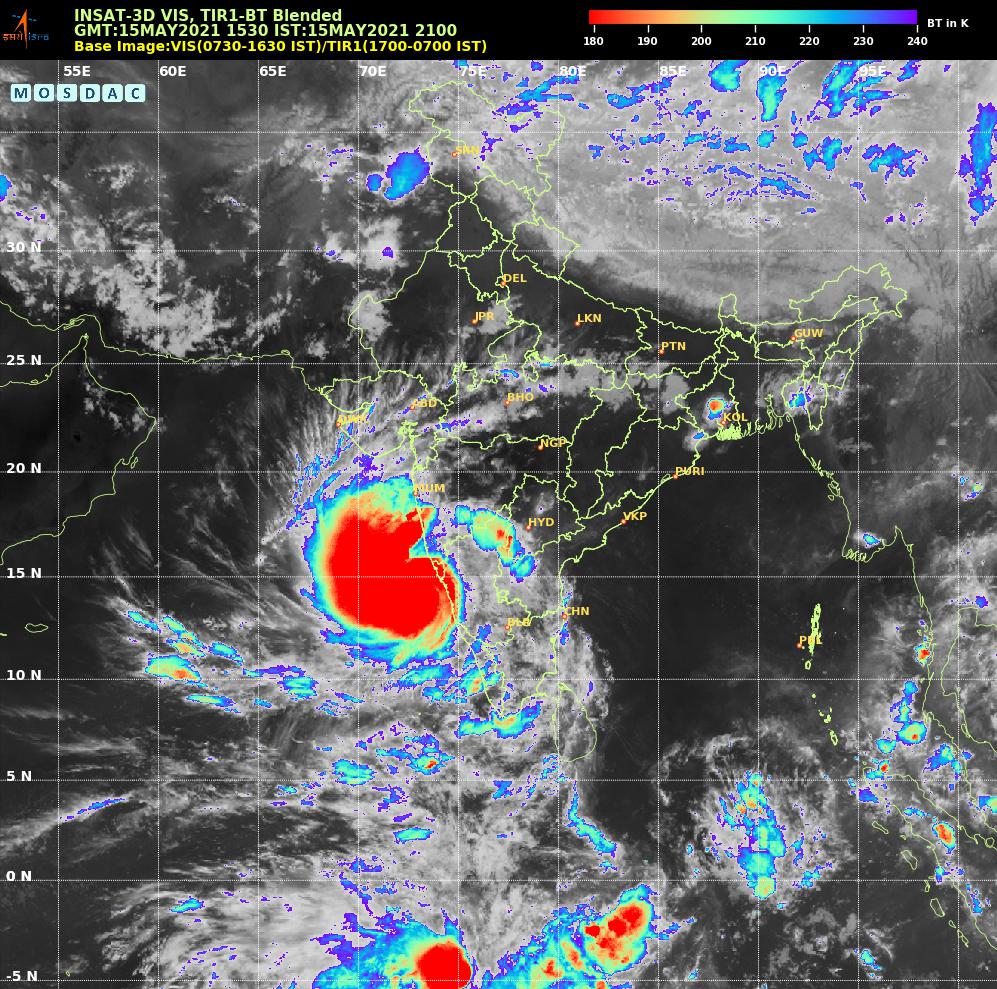 INSAT-3D VIS, TIR1-BT Blended
GMT:15MAY2021 1530 IST:15MAY2021 2100
Base Image:VIS(0730-1630 IST)/TIR1(1700-0700 IST)
BT in K
180 190 200 210 220 230 240
55E 60E 65E 70E 75E 80E 85E 90E 95E
MOSDAC
SRN
30 N
DEL
JPR
LKN
GUW
PTN
25 N
ABD
BHO
KOL
NGP
20 N
PURI
MUM
HYD
VKP
15 N
CHN
BLR
PBL
10 N
5 N
0 N
-5 N